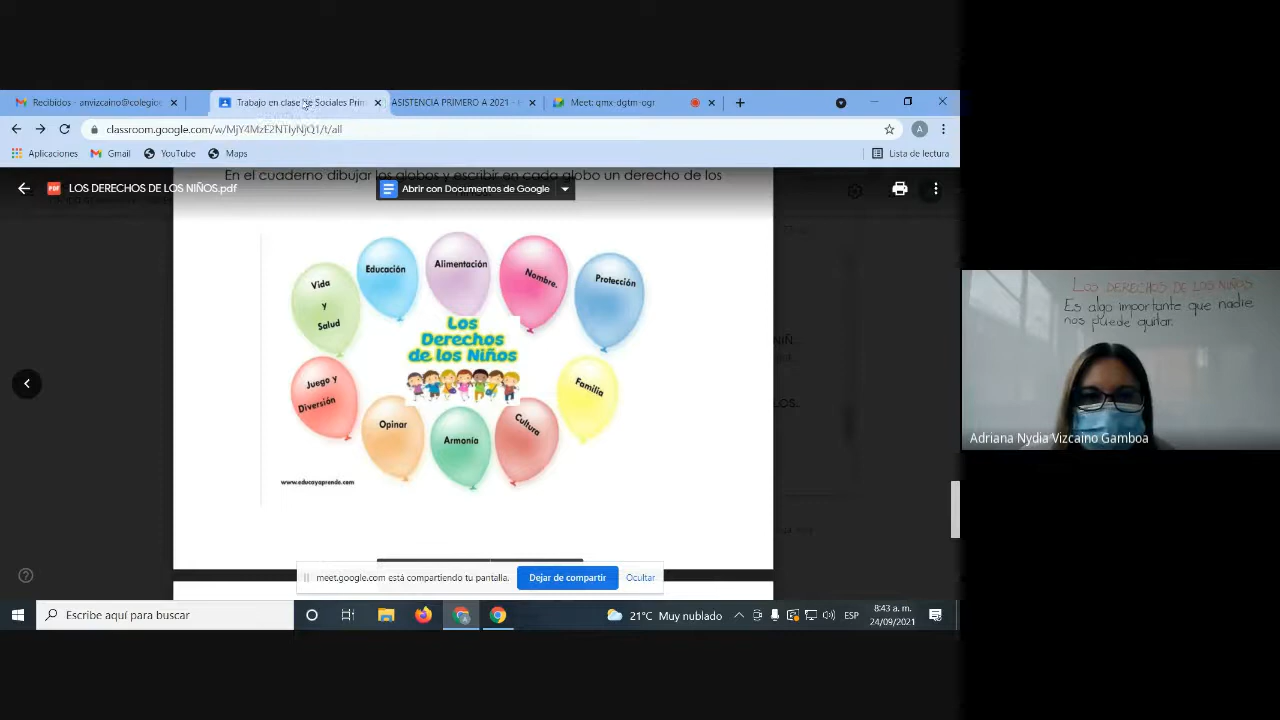 Recibidos - anvizcaino@colegio
Trabajo en clase de Sociales Prim
ASISTENCIA PRIMERO A 2021 -
Meet: qmx-dgtm-ogr
classroom.google.com/w/MjY4MzE2NTIyNjQ1/t/all
A
Aplicaciones
Gmail
YouTube
Maps
Lista de lectura
En el cuaderno dibujar los globos y escribir en cada globo un derecho de los
PDF
LOS DERECHOS DE LOS NIÑOS.pdf
Abrir con Documentos de Google
Vida
y
Salud
Educación
Alimentación
Nombre.
Protección
Los
Derechos
de los Niños
Juego y
Diversión
Opinar
Armonía
Cultura
Familia
www.educayaprende.com
meet.google.com está compartiendo tu pantalla.
Dejar de compartir
Ocultar
Escribe aquí para buscar
21°C Muy nublado
ESP
8:43 a. m.
24/09/2021
LOS DERECHOS DE LOS NIÑOS
Es algo importante que nadie
nos puede quitar.
Adriana Nydia Vizcaino Gamboa